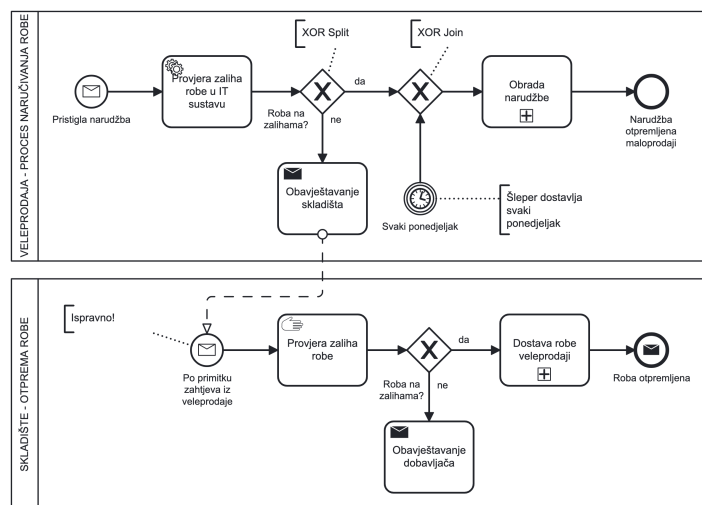 VELEPRODAJA - PROCES NARUČIVANJA ROBE
XOR Split
XOR Join
Pristigla narudžba
Provjera zaliha
robe u IT
sustavu
Roba na
zalihama?
da
ne
Obrada
narudžbe
Narudžba
otpremljena
maloprodaji
Obavještavanje
skladišta
Svaki ponedjeljak
Šleper dostavlja
svaki
ponedjeljak
SKLADIŠTE - OTPREMA ROBE
Ispravno!
Po primitku
zahtjeva iz
veleprodaje
Provjera zaliha
robe
Roba na
zalihama?
da
ne
Dostava robe
veleprodaji
Roba otpremljena
Obavještavanje
dobavljača